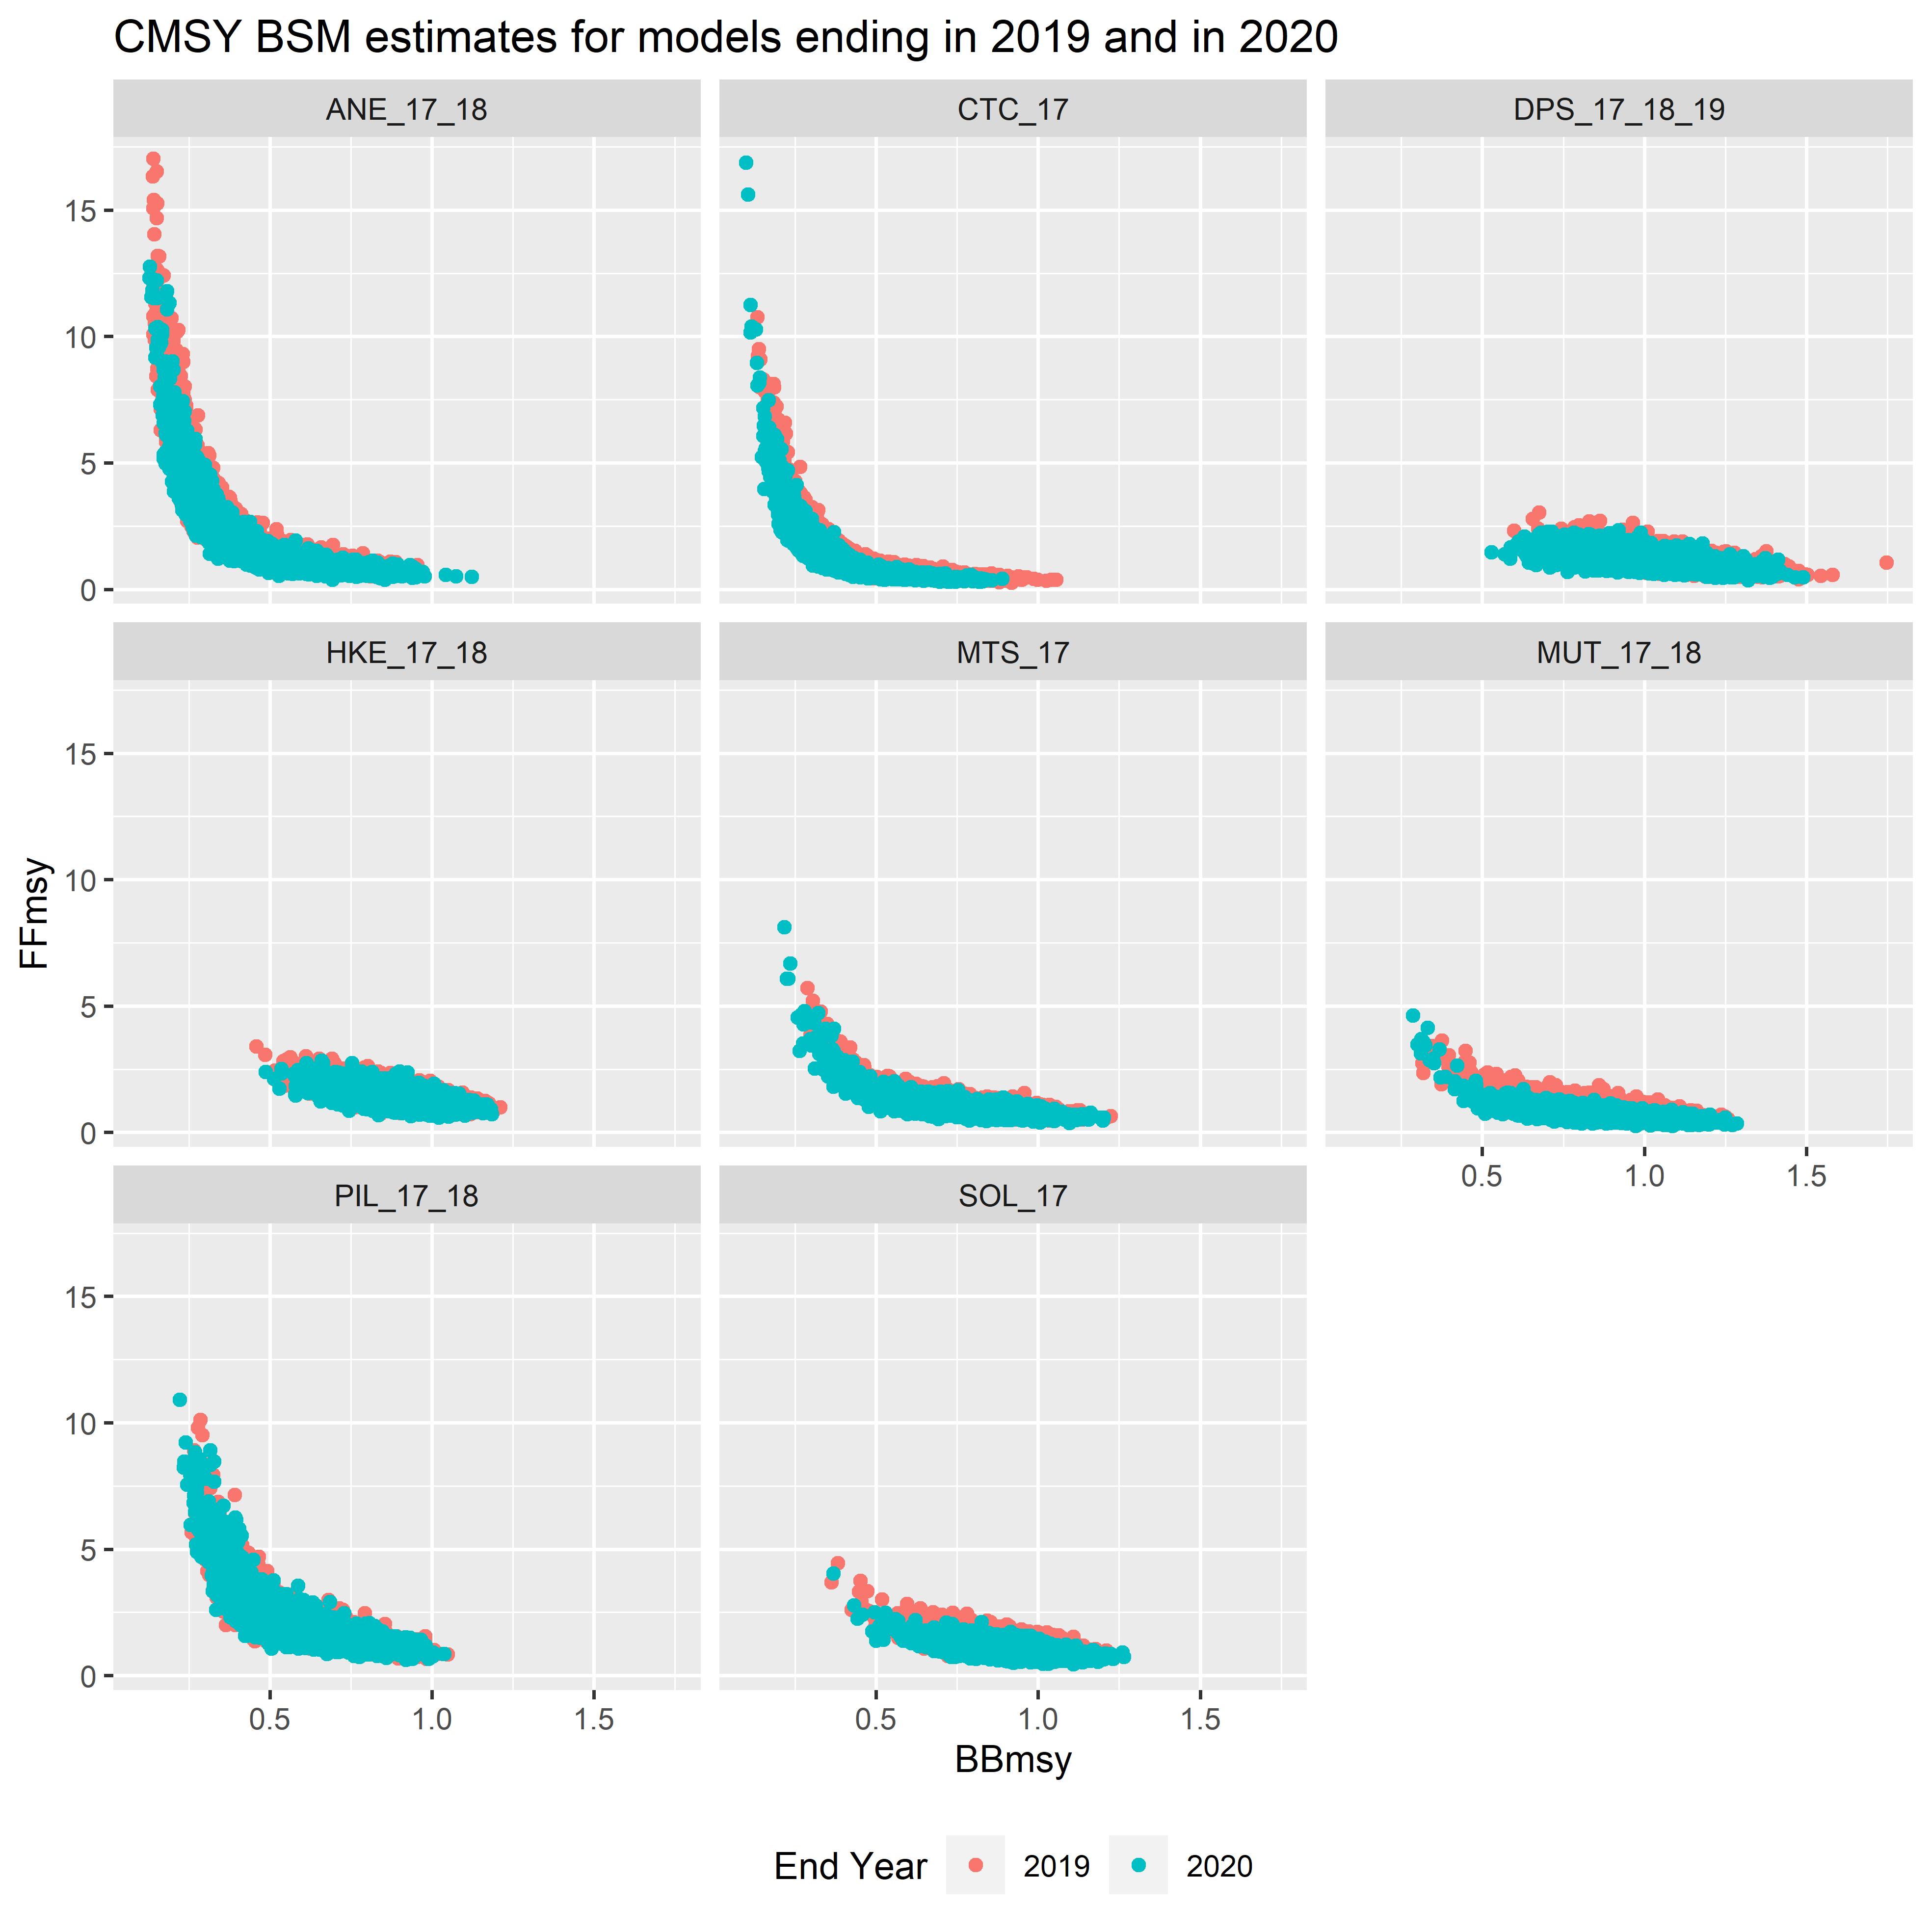 CMSY BSM estimates for models ending in 2019 and in 2020
ANE_17_18 CTC_17 DPS_17_18_19
15
10
5
0
HKE_17_18 MTS_17 MUT_17_18
15
10
5
0
0.5 1.0 1.5
PIL_17_18 SOL_17
15
10
5
0
0.5 1.0 1.5 0.5 1.0 1.5
FFmsy
BBmsy
End Year 2019 2020